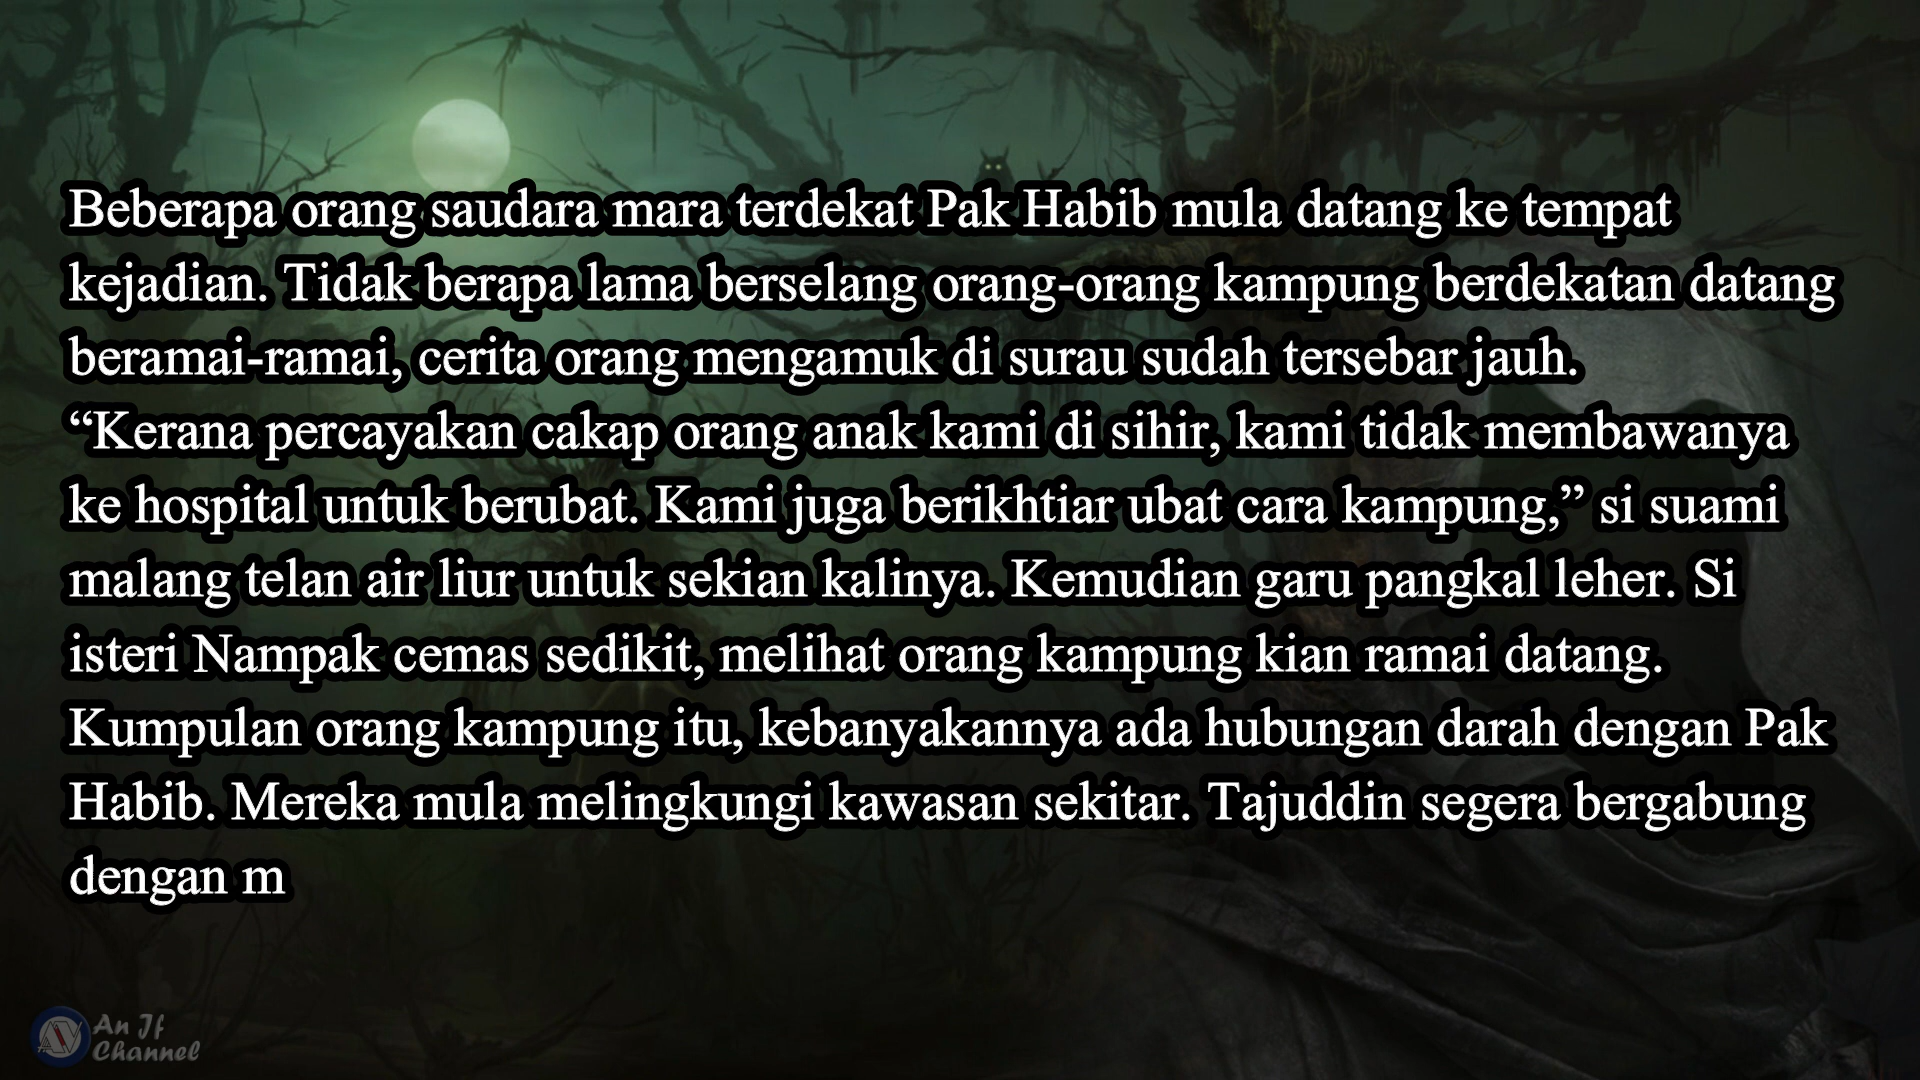 Beberapa orang saudara mara terdekat Pak Habib mula datang ke tempat
kejadian. Tidak berapa lama berselang orang-orang kampung berdekatan datang
beramai-ramai, cerita orang mengamuk di surau sudah tersebar jauh.
“Kerana percayakan cakap orang anak kami di sihir, kami tidak membawanya
ke hospital untuk berubat. Kami juga berikhtiar ubat cara kampung,” si suami
malang telan air liur untuk sekian kalinya. Kemudian garu pangkal leher. Si
isteri Nampak cemas sedikit, melihat orang kampung kian ramai datang.
Kumpulan orang kampung itu, kebanyakannya ada hubungan darah dengan Pak
Habib. Mereka mula melingkungi kawasan sekitar. Tajuddin segera bergabung
dengan m
An Jf
Channel